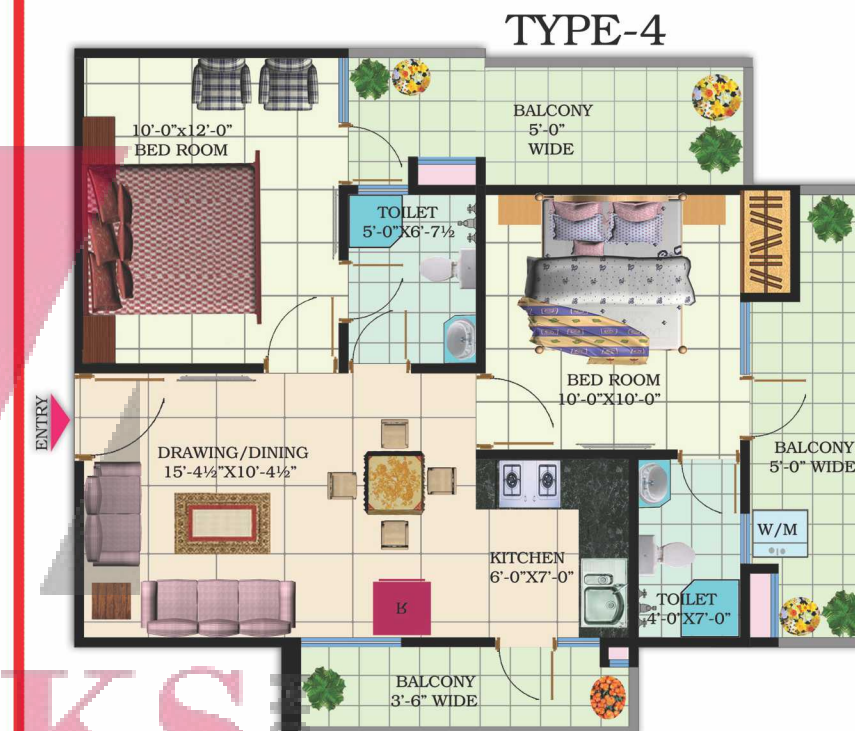 TYPE-4
10'-0"x12'-0"
BED ROOM
BALCONY
5'-0"
WIDE
TOILET
5'-0"X6'-7½
BED ROOM
10'-0"X10'-0"
ENTRY
DRAWING/DINING
15'-4½"X10'-4½"
BALCONY
5'-0" WIDE
W/M
KITCHEN
6'-0"X7'-0"
TOILET
4'-0"X7'-0"
R
BALCONY
3'-6" WIDE
KS